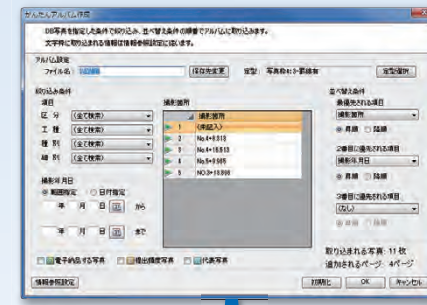 かんたんアルバム作成
DB写真を指定した条件で絞り込み、並べ替え条件の順番でアルバムに取り込みます。
文字枠に取り込まれる情報は情報参照設定に従います。
アルバム設定
ファイル名:
保存先変更
定型: 写真枠4:3-罫線有
定型選択
絞り込み条件
項目
区 分 (全て検索)
工 種 (全て検索)
種 別 (全て検索)
細 別 (全て検索)
撮影年月日
範囲指定 日付指定
年 月 日 から
年 月 日 まで
撮影箇所
撮影箇所
1 (未記入)
2 No.4+8.918
3
4 No.5+9.985
5
並べ替え条件
最優先される項目
撮影箇所
昇順 降順
2番目に優先される項目
撮影年月日
昇順 降順
3番目に優先される項目
(なし)
昇順 降順
電子納品する写真 提出頻度写真 代表写真
取り込まれる写真: 11 枚
追加されるページ: 4ページ
情報参照設定
初期化 OK キャンセル